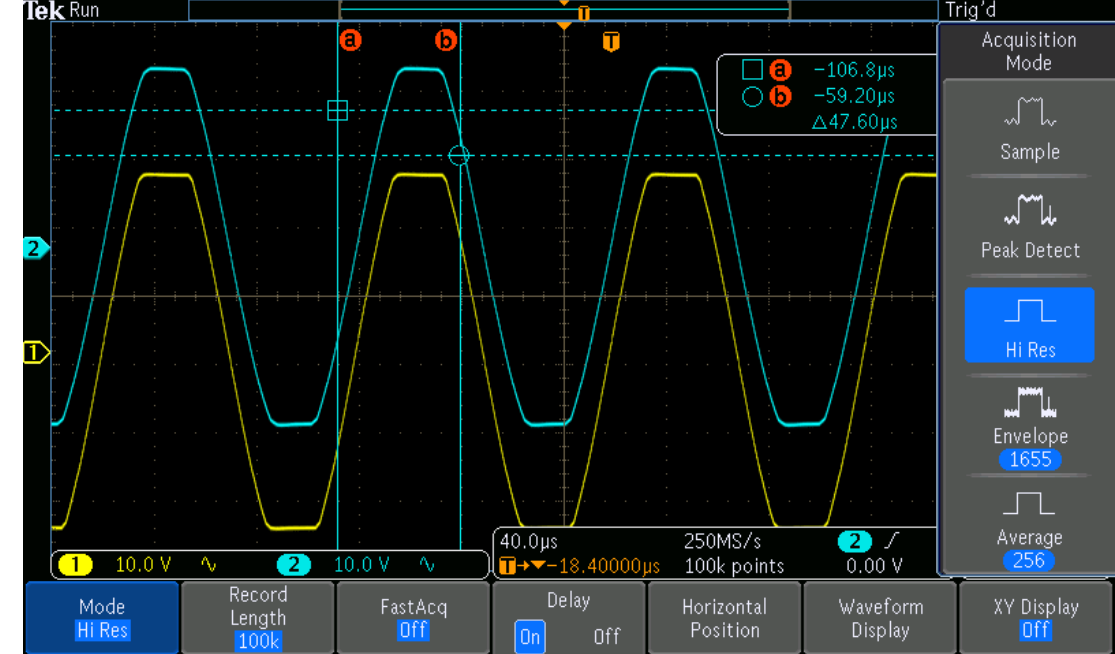 Tek Run
T
Trig'd
a b T
a −106.8µs
b −59.20µs
△47.60µs
2
1
Acquisition
Mode
Sample
Peak Detect
Hi Res
Envelope
1655
Average
256
1 10.0 V 2 10.0 V
40.0µs 250MS/s 2
T→▼−18.40000µs 100k points 0.00 V
Mode
Hi Res
Record
Length
100k
FastAcq
Off
Delay
On Off
Horizontal
Position
Waveform
Display
XY Display
Off